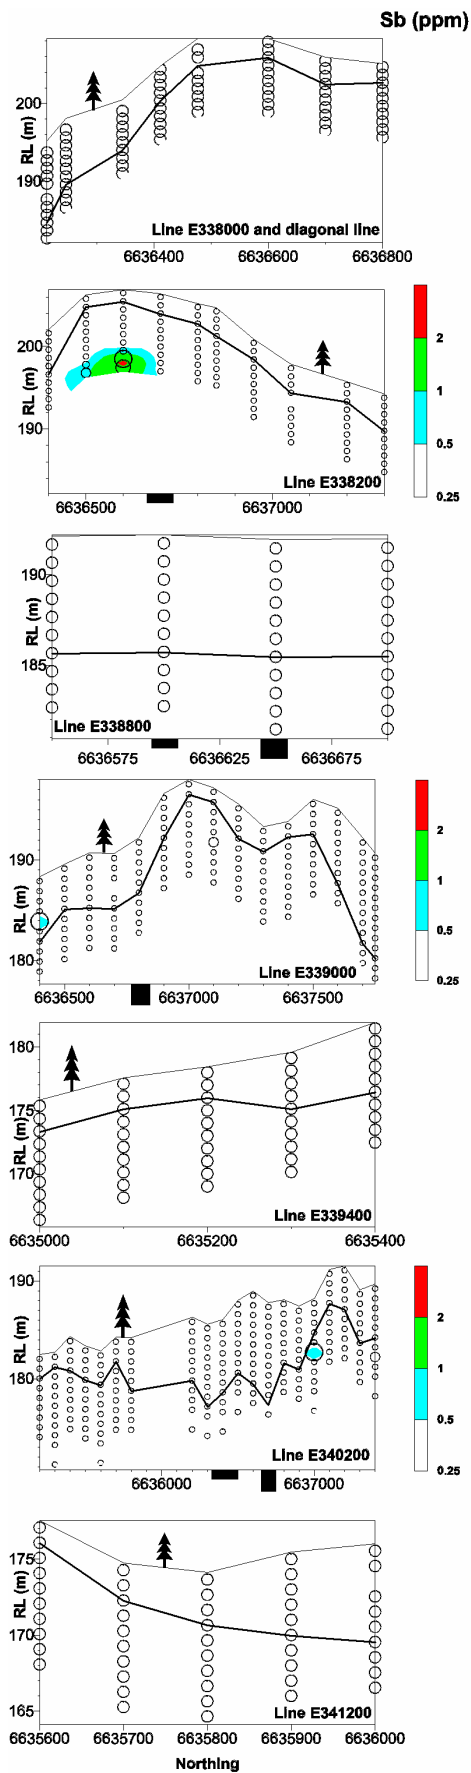 Sb (ppm)
200
190
RL (m)
Line E338000 and diagonal line
6636400 6636600 6636800
200
190
RL (m)
Line E338200
6636500 6637000
2
1
0.5
0.25
190
185
RL (m)
Line E338800
6636575 6636625 6636675
190
180
RL (m)
Line E339000
6636500 6637000 6637500
2
1
0.5
0.25
180
175
170
RL (m)
Line E339400
6635000 6635200 6635400
190
180
RL (m)
Line E340200
6636000 6637000
2
1
0.5
0.25
175
170
165
RL (m)
Line E341200
6635600 6635700 6635800 6635900 6636000
Northing